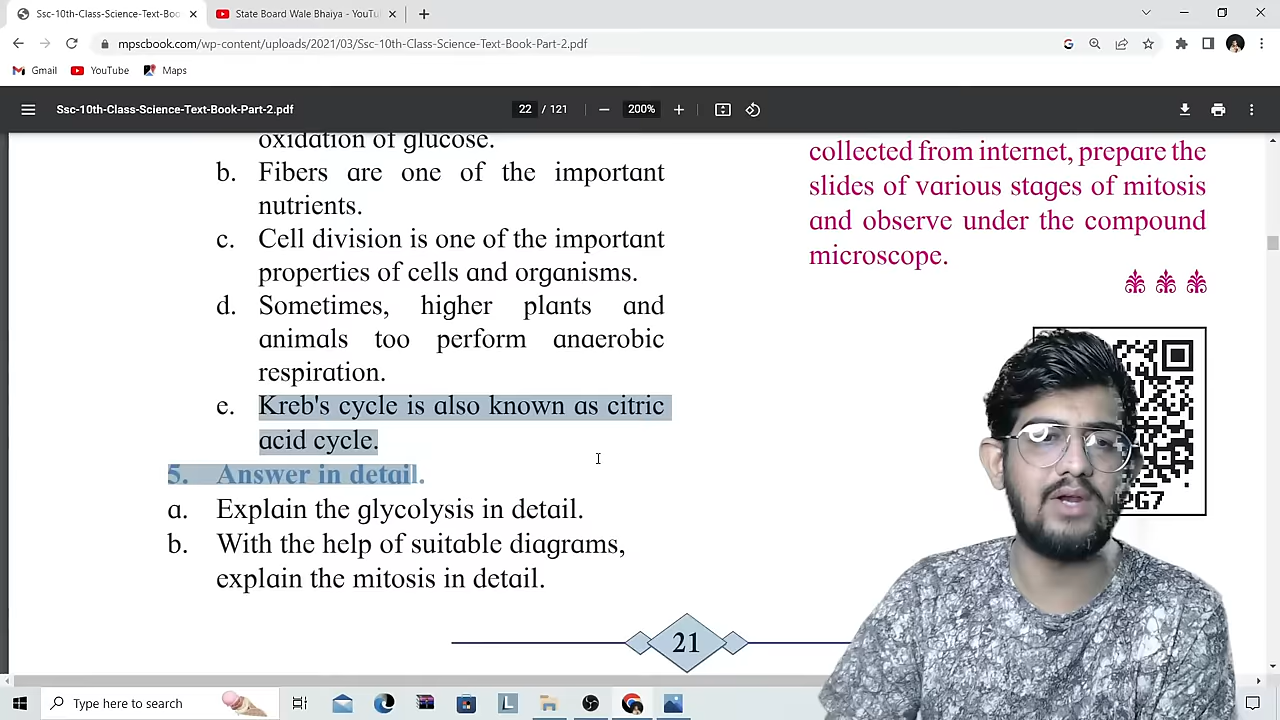 Ssc-10th-Class-Science-Text-Boo
State Board Wale Bhaiya - YouTu
mpscbook.com/wp-content/uploads/2021/03/Ssc-10th-Class-Science-Text-Book-Part-2.pdf
Gmail
YouTube
Maps
Ssc-10th-Class-Science-Text-Book-Part-2.pdf
22 / 121
200%
oxidation of glucose.
b. Fibers are one of the important
nutrients.
c. Cell division is one of the important
properties of cells and organisms.
d. Sometimes, higher plants and
animals too perform anaerobic
respiration.
e. Kreb's cycle is also known as citric
acid cycle.
5. Answer in detail.
a. Explain the glycolysis in detail.
b. With the help of suitable diagrams,
explain the mitosis in detail.
collected from internet, prepare the
slides of various stages of mitosis
and observe under the compound
microscope.
2G7
21
Type here to search
L